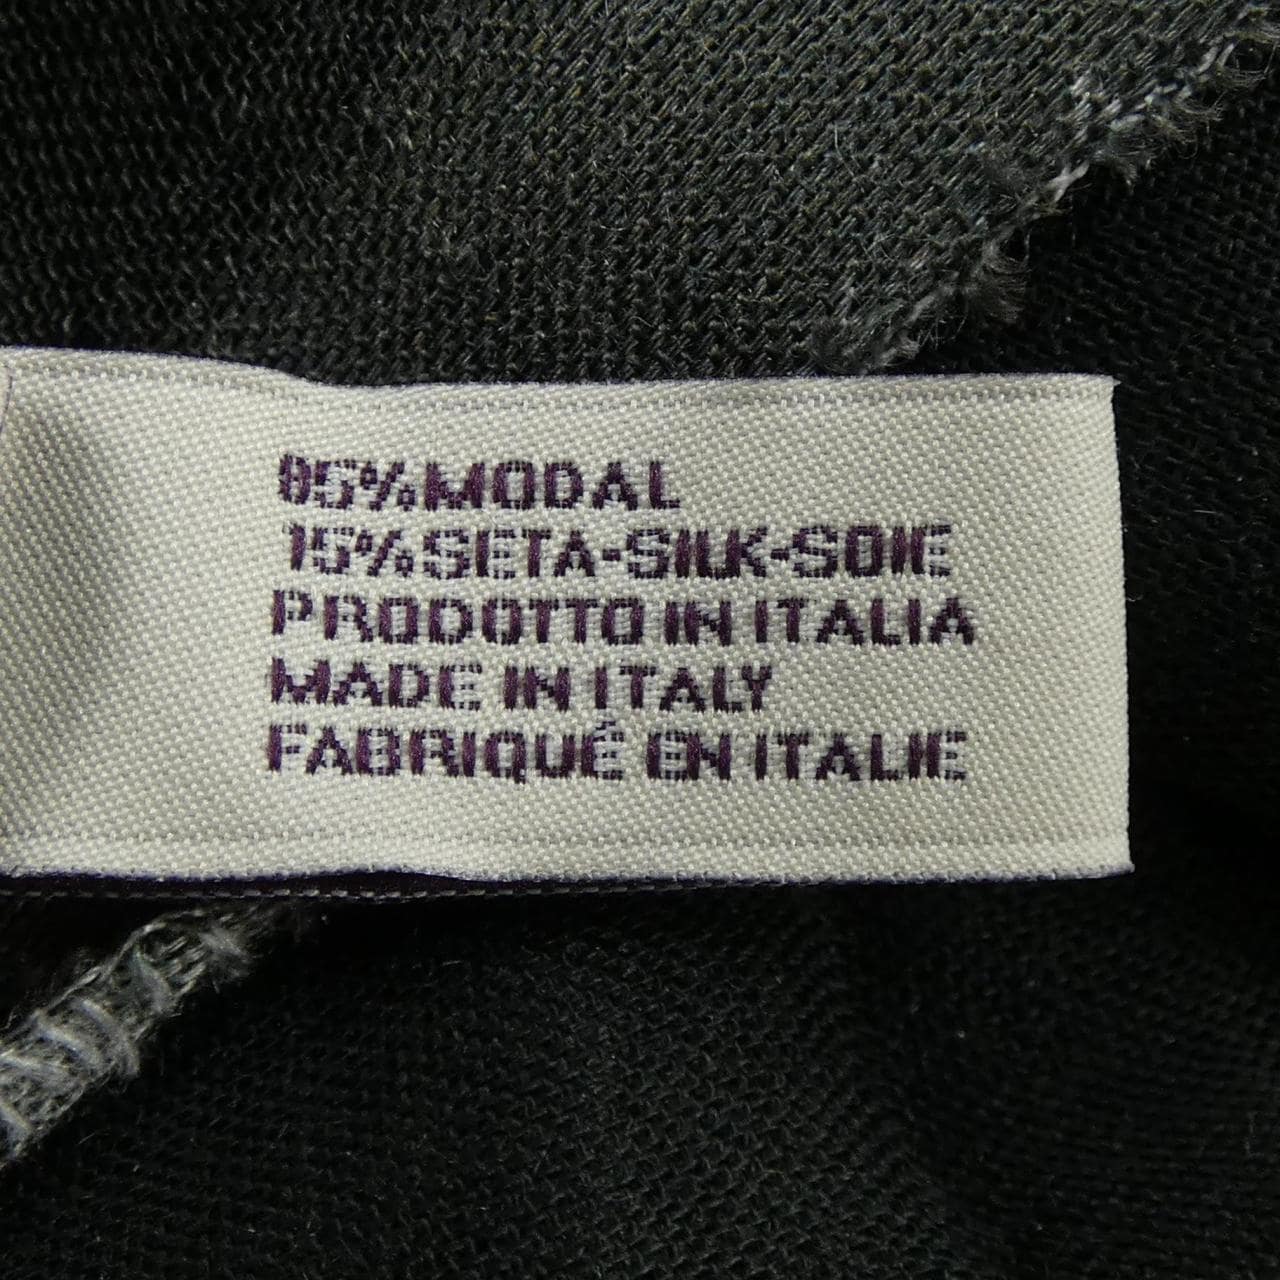 85%MODAL
15%SETA-SILK-SOIE
PRODOTTO IN ITALIA
MADE IN ITALY
FABRIQUÉ EN ITALIE